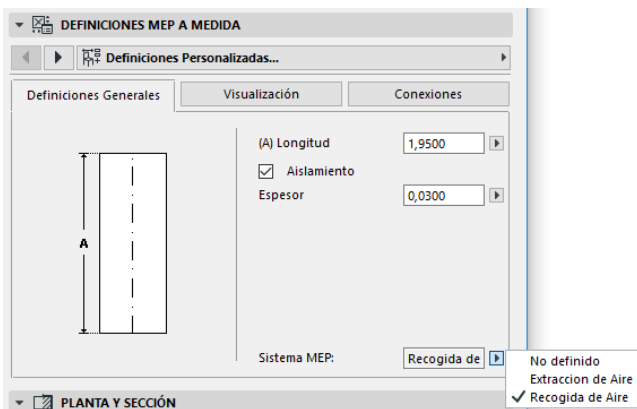 DEFINICIONES MEP A MEDIDA
Definiciones Personalizadas...
Definiciones Generales Visualización Conexiones
(A) Longitud 1,9500
Aislamiento
Espesor 0,0300
A
Sistema MEP: Recogida de
No definido
Extraccion de Aire
Recogida de Aire
PLANTA Y SECCIÓN